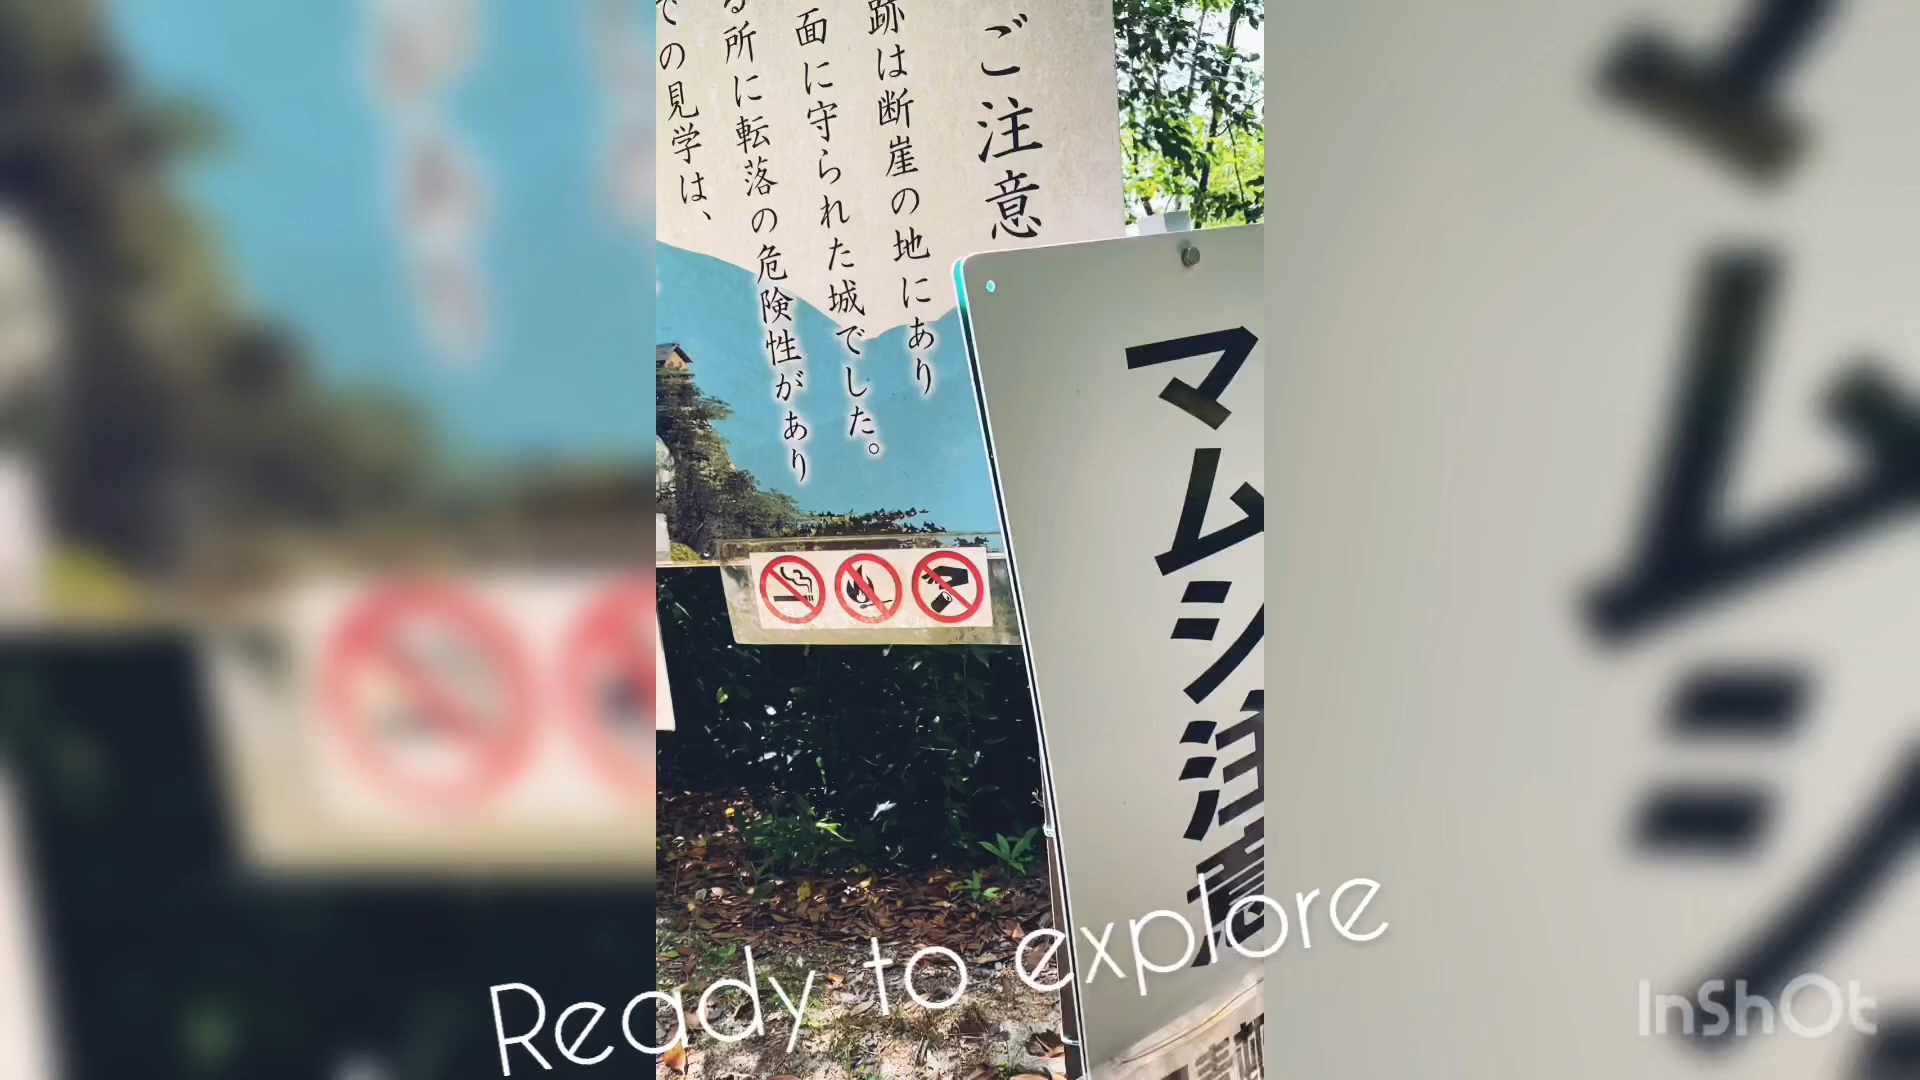 ご注意
跡は断崖の地にあり
面に守られた城でした。
る所に転落の危険性があり
での見学は、
マムシ注意
Ready to explore
InShOt